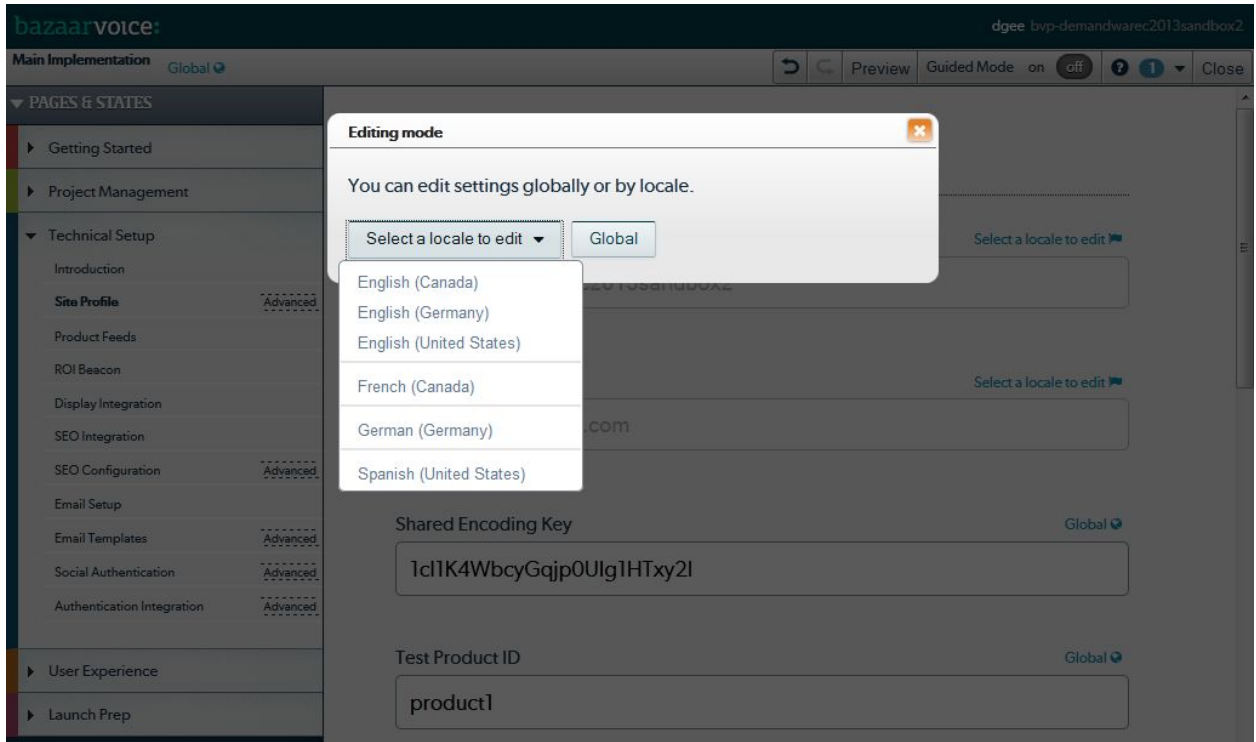 bazaarvoice:
dgee bvp-demandwarec2013sandbox2
Main Implementation Global
Preview Guided Mode on off ? 1 Close
PAGES & STATES
Getting Started
Project Management
Technical Setup
Introduction
Site Profile Advanced
Product Feeds
ROI Beacon
Display Integration
SEO Integration
SEO Configuration Advanced
Email Setup
Email Templates Advanced
Social Authentication Advanced
Authentication Integration Advanced
User Experience
Launch Prep
Editing mode
You can edit settings globally or by locale.
Select a locale to edit Global
English (Canada)
English (Germany)
English (United States)
French (Canada)
German (Germany)
Spanish (United States)
Select a locale to edit
Select a locale to edit
.com
Shared Encoding Key Global
1cl1K4WbcyGqjp0Ulg1HTxy2l
Test Product ID Global
product1